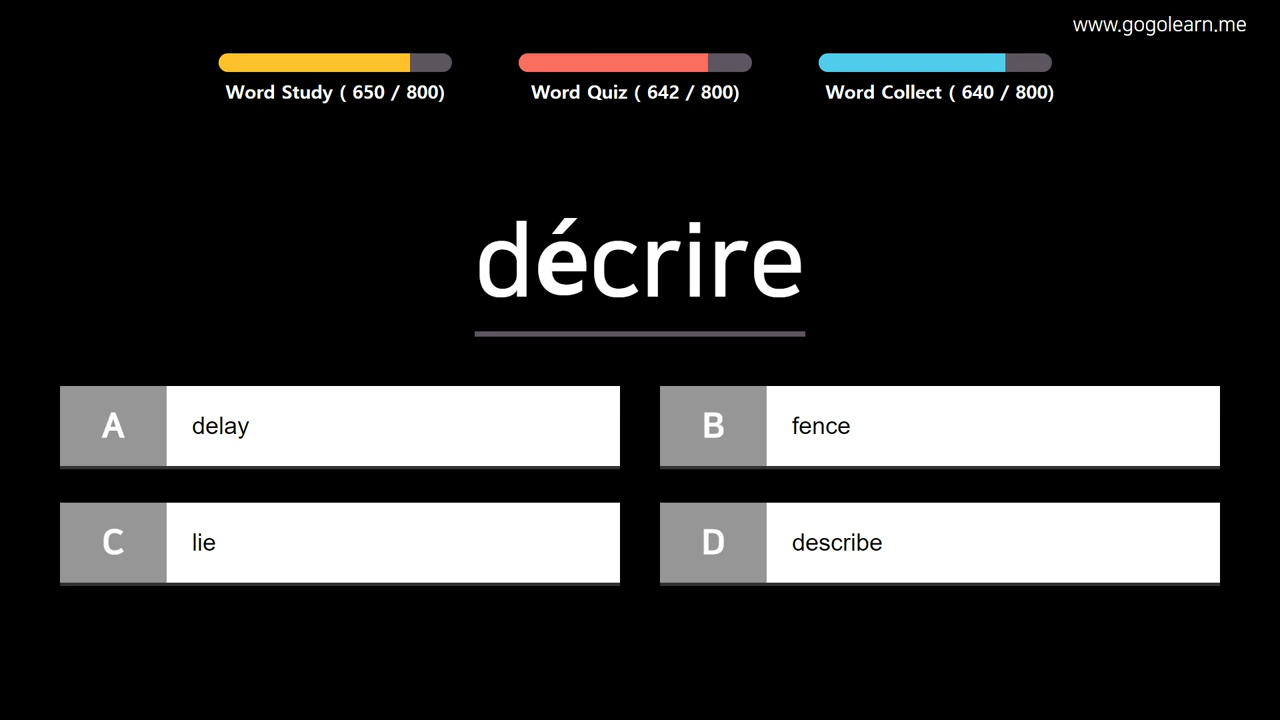 www.gogolearn.me
Word Study ( 650 / 800)
Word Quiz ( 642 / 800)
Word Collect ( 640 / 800)
décrire
A delay
B fence
C lie
D describe